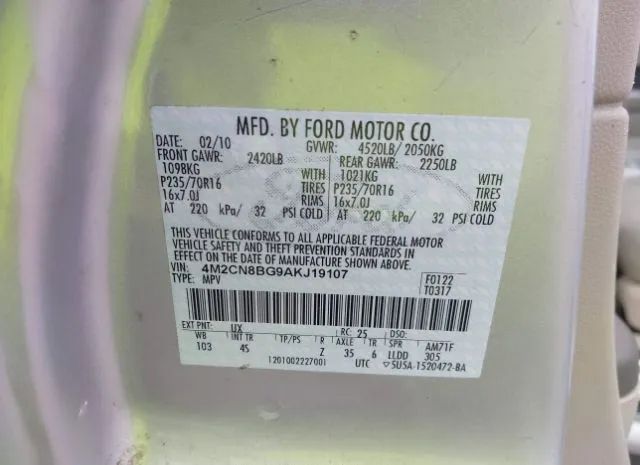 MFD. BY FORD MOTOR CO.
DATE: 02/10 GVWR: 4520LB/ 2050KG
FRONT GAWR: 2420LB REAR GAWR: 2250LB
1098KG WITH 1021KG WITH
P235/70R16 TIRES P235/70R16 TIRES
16x7.0J RIMS 16x7.0J RIMS
AT 220 kPa/ 32 PSI COLD AT 220 kPa/ 32 PSI COLD
THIS VEHICLE CONFORMS TO ALL APPLICABLE FEDERAL MOTOR
VEHICLE SAFETY AND THEFT PREVENTION STANDARDS IN
EFFECT ON THE DATE OF MANUFACTURE SHOWN ABOVE.
VIN: 4M2CN8BG9AKJ19107 F0122
TYPE: MPV T0317
EXT PNT: UX RC: 25 DSO:
WB INT TR TP/PS R AXLE TR SPR AM71F
103 45 Z 35 6 LLDD 305
120100227001 UTC ▽5USA-1520472-BA